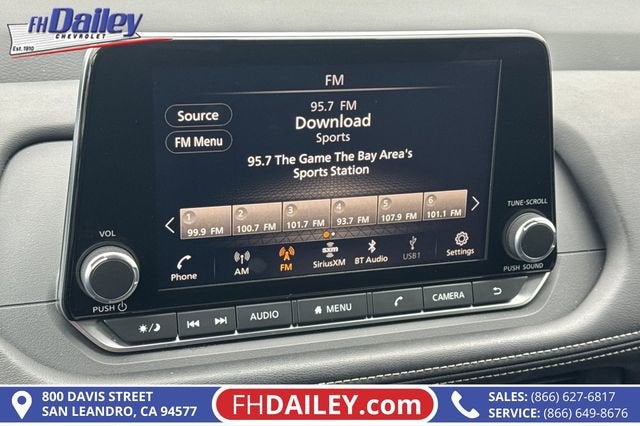 FHDailey
CHEVROLET
Est. 1910
FM
Source
FM Menu
95.7 FM
Download
Sports
95.7 The Game The Bay Area's
Sports Station
1 2 3 4 5 6
99.9 FM 100.7 FM 101.7 FM 93.7 FM 107.9 FM 101.1 FM
VOL
TUNE·SCROLL
Phone
AM
FM
sxm
SiriusXM
BT Audio
USB1
Settings
PUSH
PUSH SOUND
AUDIO
MENU
CAMERA
800 DAVIS STREET
SAN LEANDRO, CA 94577
FHDAILEY.com
SALES: (866) 627-6817
SERVICE: (866) 649-8676